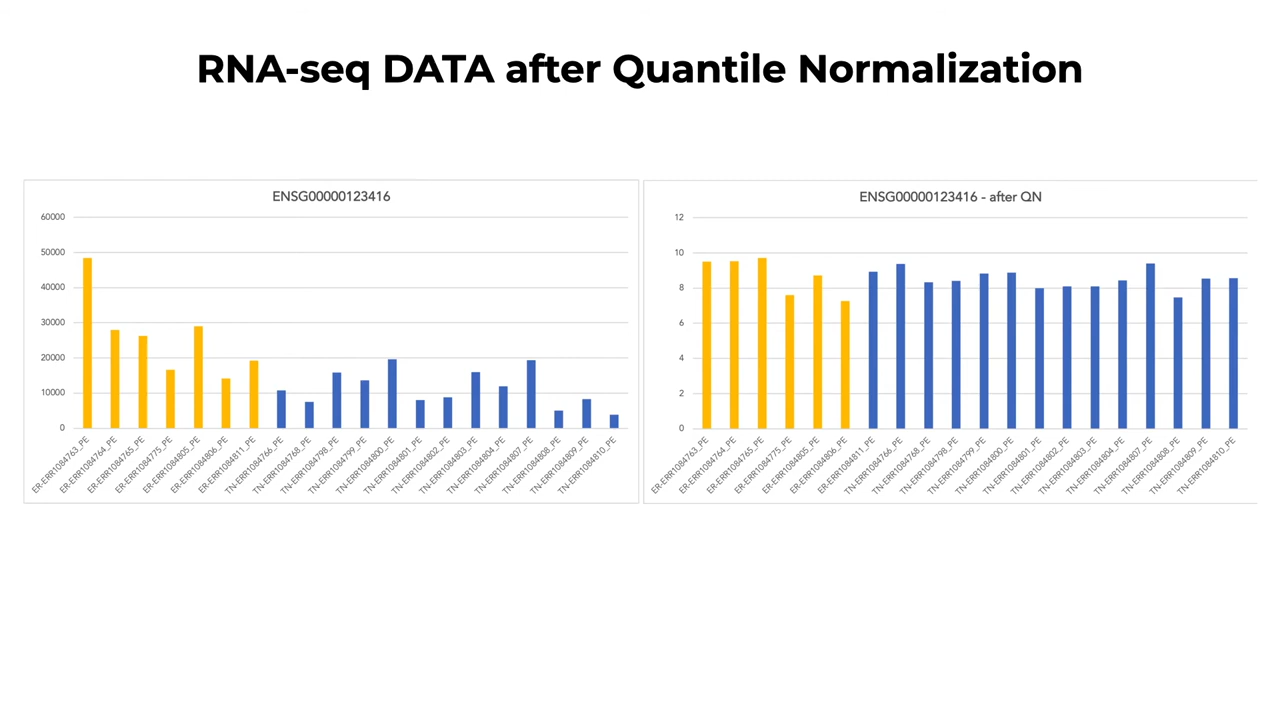 RNA-seq DATA after Quantile Normalization
ENSG00000123416
60000
50000
40000
30000
20000
10000
0
ER-ERR1084763_PE
ER-ERR1084764_PE
ER-ERR1084765_PE
ER-ERR1084775_PE
ER-ERR1084805_PE
ER-ERR1084806_PE
ER-ERR1084811_PE
TN-ERR1084766_PE
TN-ERR1084768_PE
TN-ERR1084798_PE
TN-ERR1084799_PE
TN-ERR1084800_PE
TN-ERR1084801_PE
TN-ERR1084802_PE
TN-ERR1084803_PE
TN-ERR1084804_PE
TN-ERR1084807_PE
TN-ERR1084808_PE
TN-ERR1084809_PE
TN-ERR1084810_PE
ENSG00000123416 - after QN
12
10
8
6
4
2
0
ER-ERR1084763_PE
ER-ERR1084764_PE
ER-ERR1084765_PE
ER-ERR1084775_PE
ER-ERR1084805_PE
ER-ERR1084806_PE
ER-ERR1084811_PE
TN-ERR1084766_PE
TN-ERR1084768_PE
TN-ERR1084798_PE
TN-ERR1084799_PE
TN-ERR1084800_PE
TN-ERR1084801_PE
TN-ERR1084802_PE
TN-ERR1084803_PE
TN-ERR1084804_PE
TN-ERR1084807_PE
TN-ERR1084808_PE
TN-ERR1084809_PE
TN-ERR1084810_PE